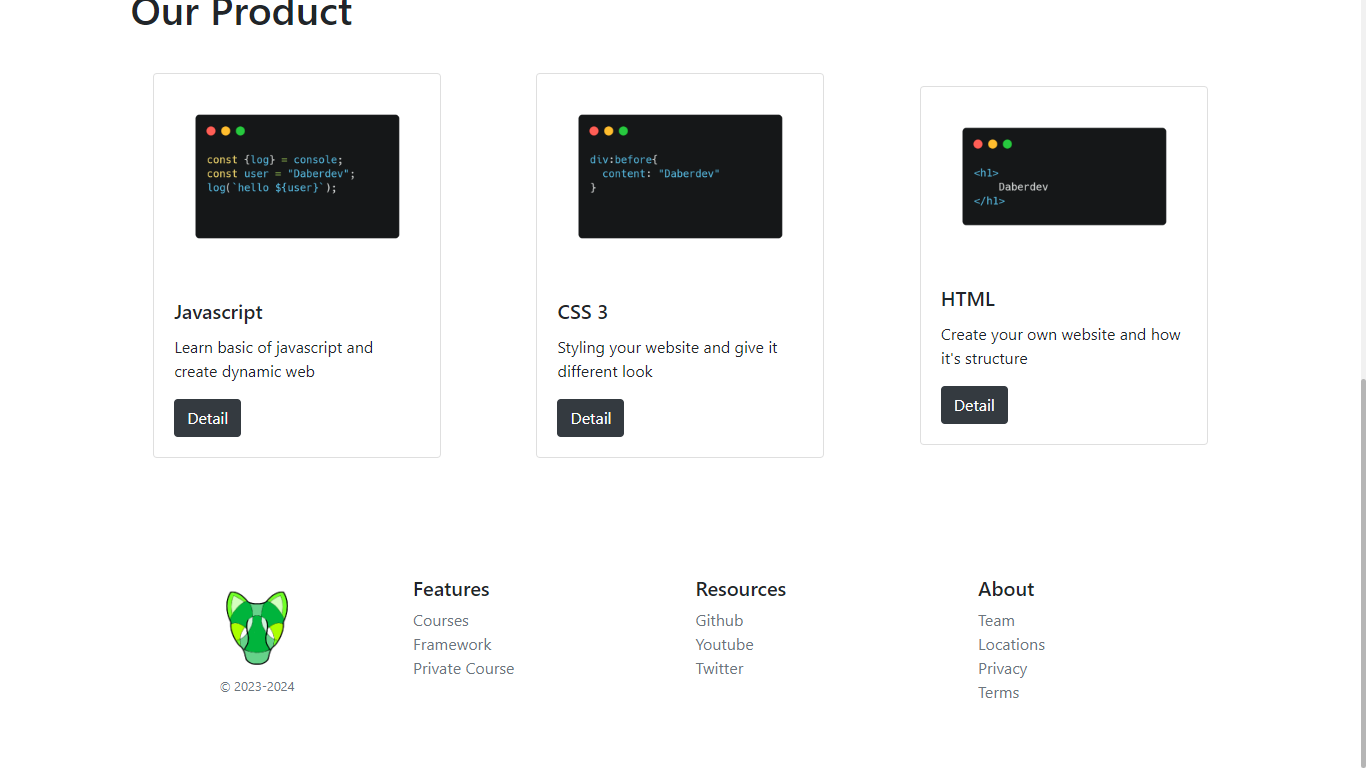 Our Product
const {log} = console;
const user = "Daberdev";
log(`hello ${user}`);
Javascript
Learn basic of javascript and
create dynamic web
Detail
div:before{
content: "Daberdev"
}
CSS 3
Styling your website and give it
different look
Detail
<h1>
Daberdev
</h1>
HTML
Create your own website and how
it's structure
Detail
© 2023-2024
Features
Courses
Framework
Private Course
Resources
Github
Youtube
Twitter
About
Team
Locations
Privacy
Terms